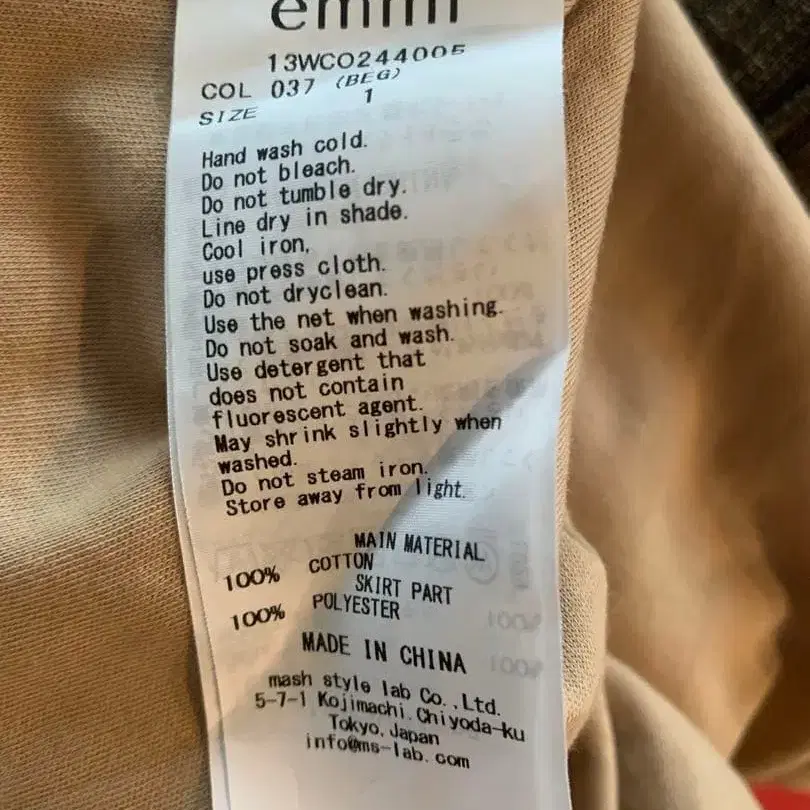 emmi
13WCO244005
COL 037 (BEG)
SIZE 1
Hand wash cold.
Do not bleach.
Do not tumble dry.
Line dry in shade.
Cool iron,
use press cloth.
Do not dryclean.
Use the net when washing.
Do not soak and wash.
Use detergent that
does not contain
fluorescent agent.
May shrink slightly when
washed.
Do not steam iron.
Store away from light.
MAIN MATERIAL
100% COTTON
SKIRT PART
100% POLYESTER
MADE IN CHINA
mash style lab Co.,Ltd.
5-7-1 Kojimachi.Chiyoda-ku
Tokyo,Japan
info@ms-lab.com